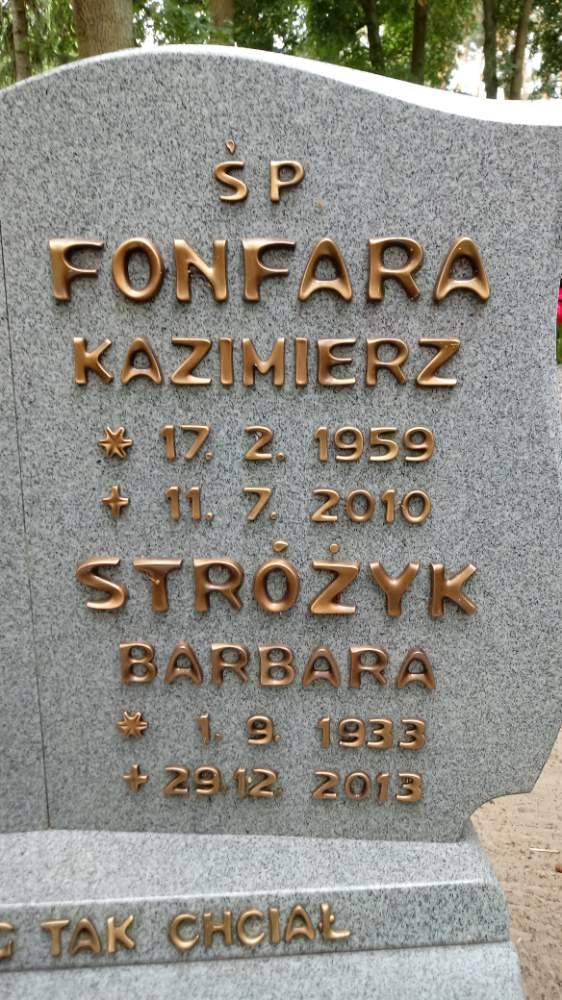 ŚP
FONFARA
KAZIMIERZ
* 17. 2. 1959
+ 11. 7. 2010
STRÓŻYK
BARBARA
* 1. 9. 1933
+ 29.12. 2013
TAK CHCIAŁ